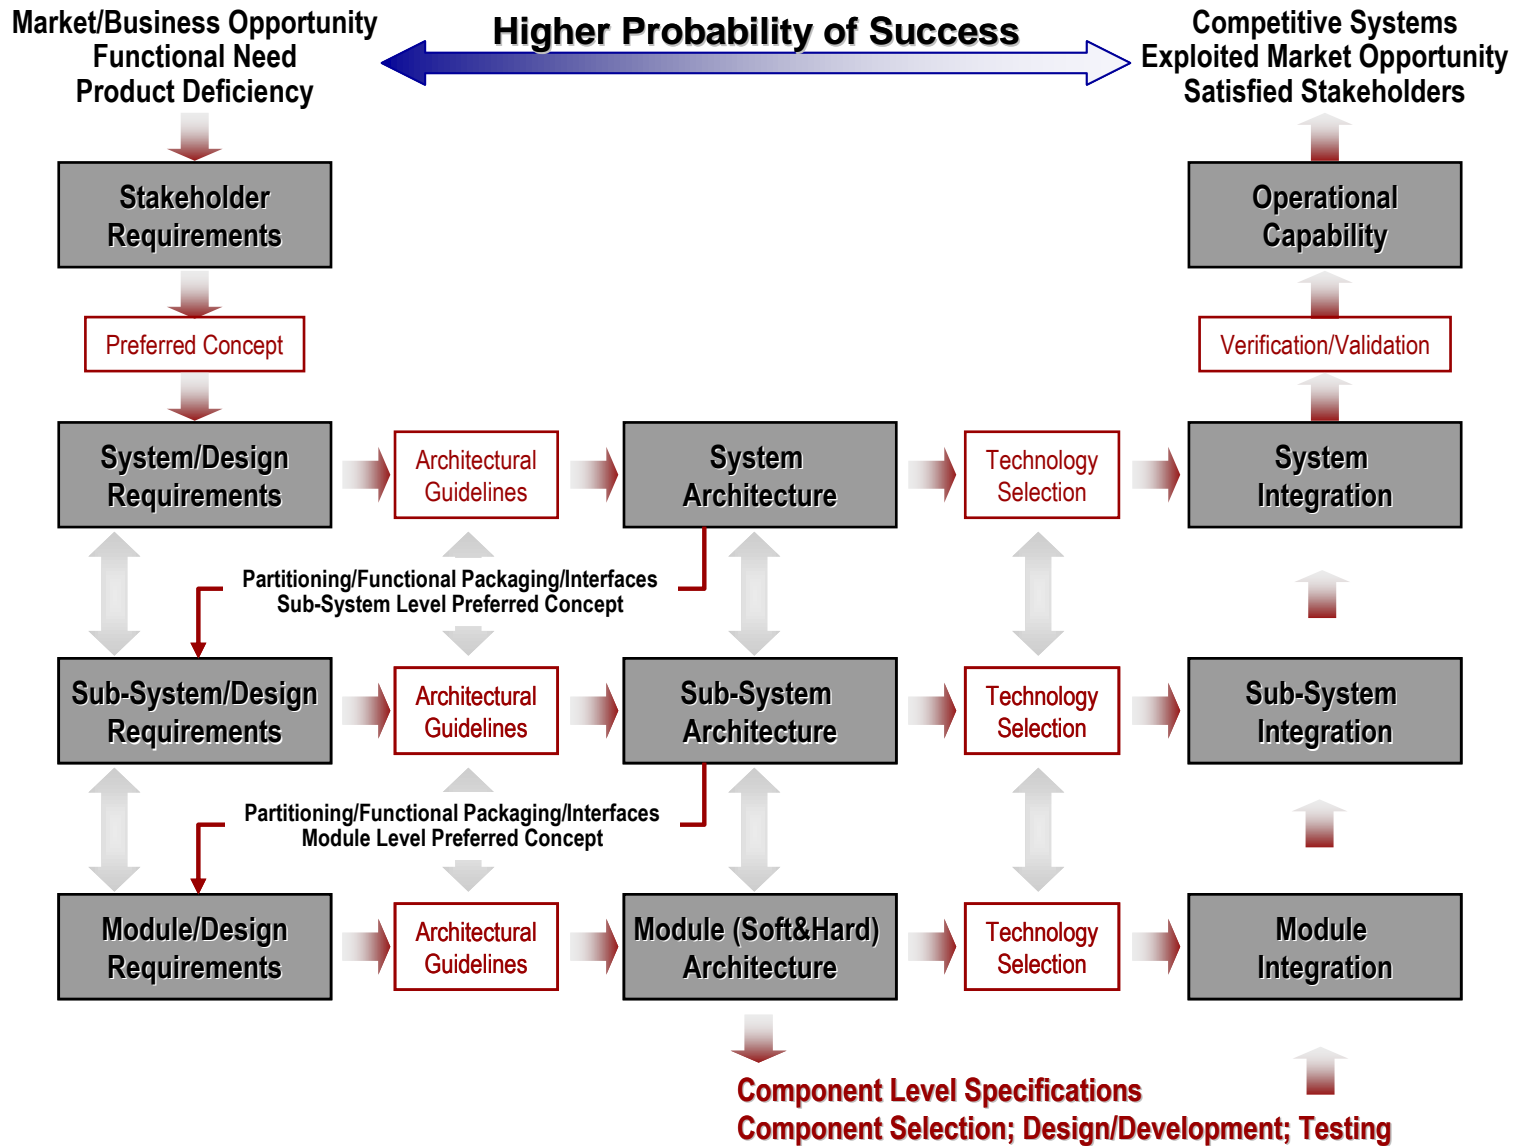 Market/Business Opportunity
Functional Need
Product Deficiency
Higher Probability of Success
Competitive Systems
Exploited Market Opportunity
Satisfied Stakeholders
Stakeholder
Requirements
Operational
Capability
Preferred Concept
Verification/Validation
System/Design
Requirements
Architectural
Guidelines
System
Architecture
Technology
Selection
System
Integration
Partitioning/Functional Packaging/Interfaces
Sub-System Level Preferred Concept
Sub-System/Design
Requirements
Architectural
Guidelines
Sub-System
Architecture
Technology
Selection
Sub-System
Integration
Partitioning/Functional Packaging/Interfaces
Module Level Preferred Concept
Module/Design
Requirements
Architectural
Guidelines
Module (Soft&Hard)
Architecture
Technology
Selection
Module
Integration
Component Level Specifications
Component Selection; Design/Development; Testing